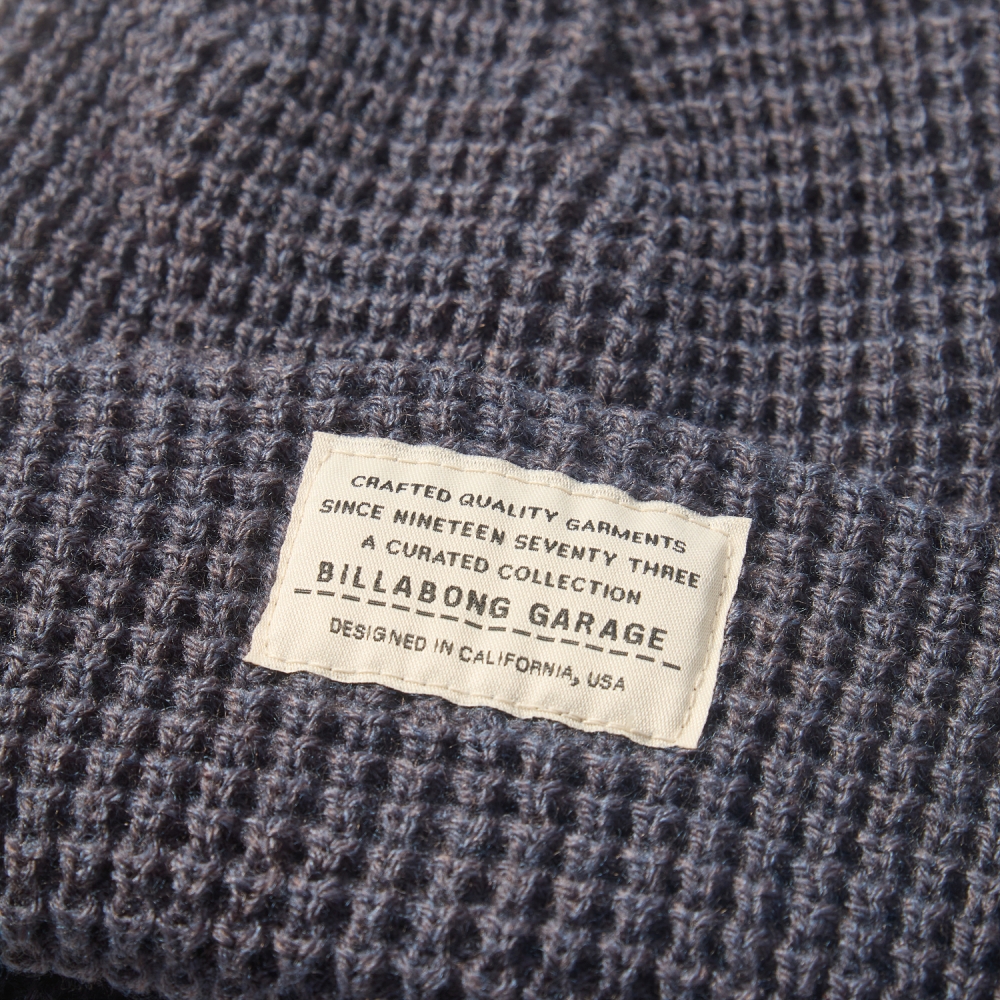 CRAFTED QUALITY GARMENTS
SINCE NINETEEN SEVENTY THREE
A CURATED COLLECTION
BILLABONG GARAGE
DESIGNED IN CALIFORNIA, USA